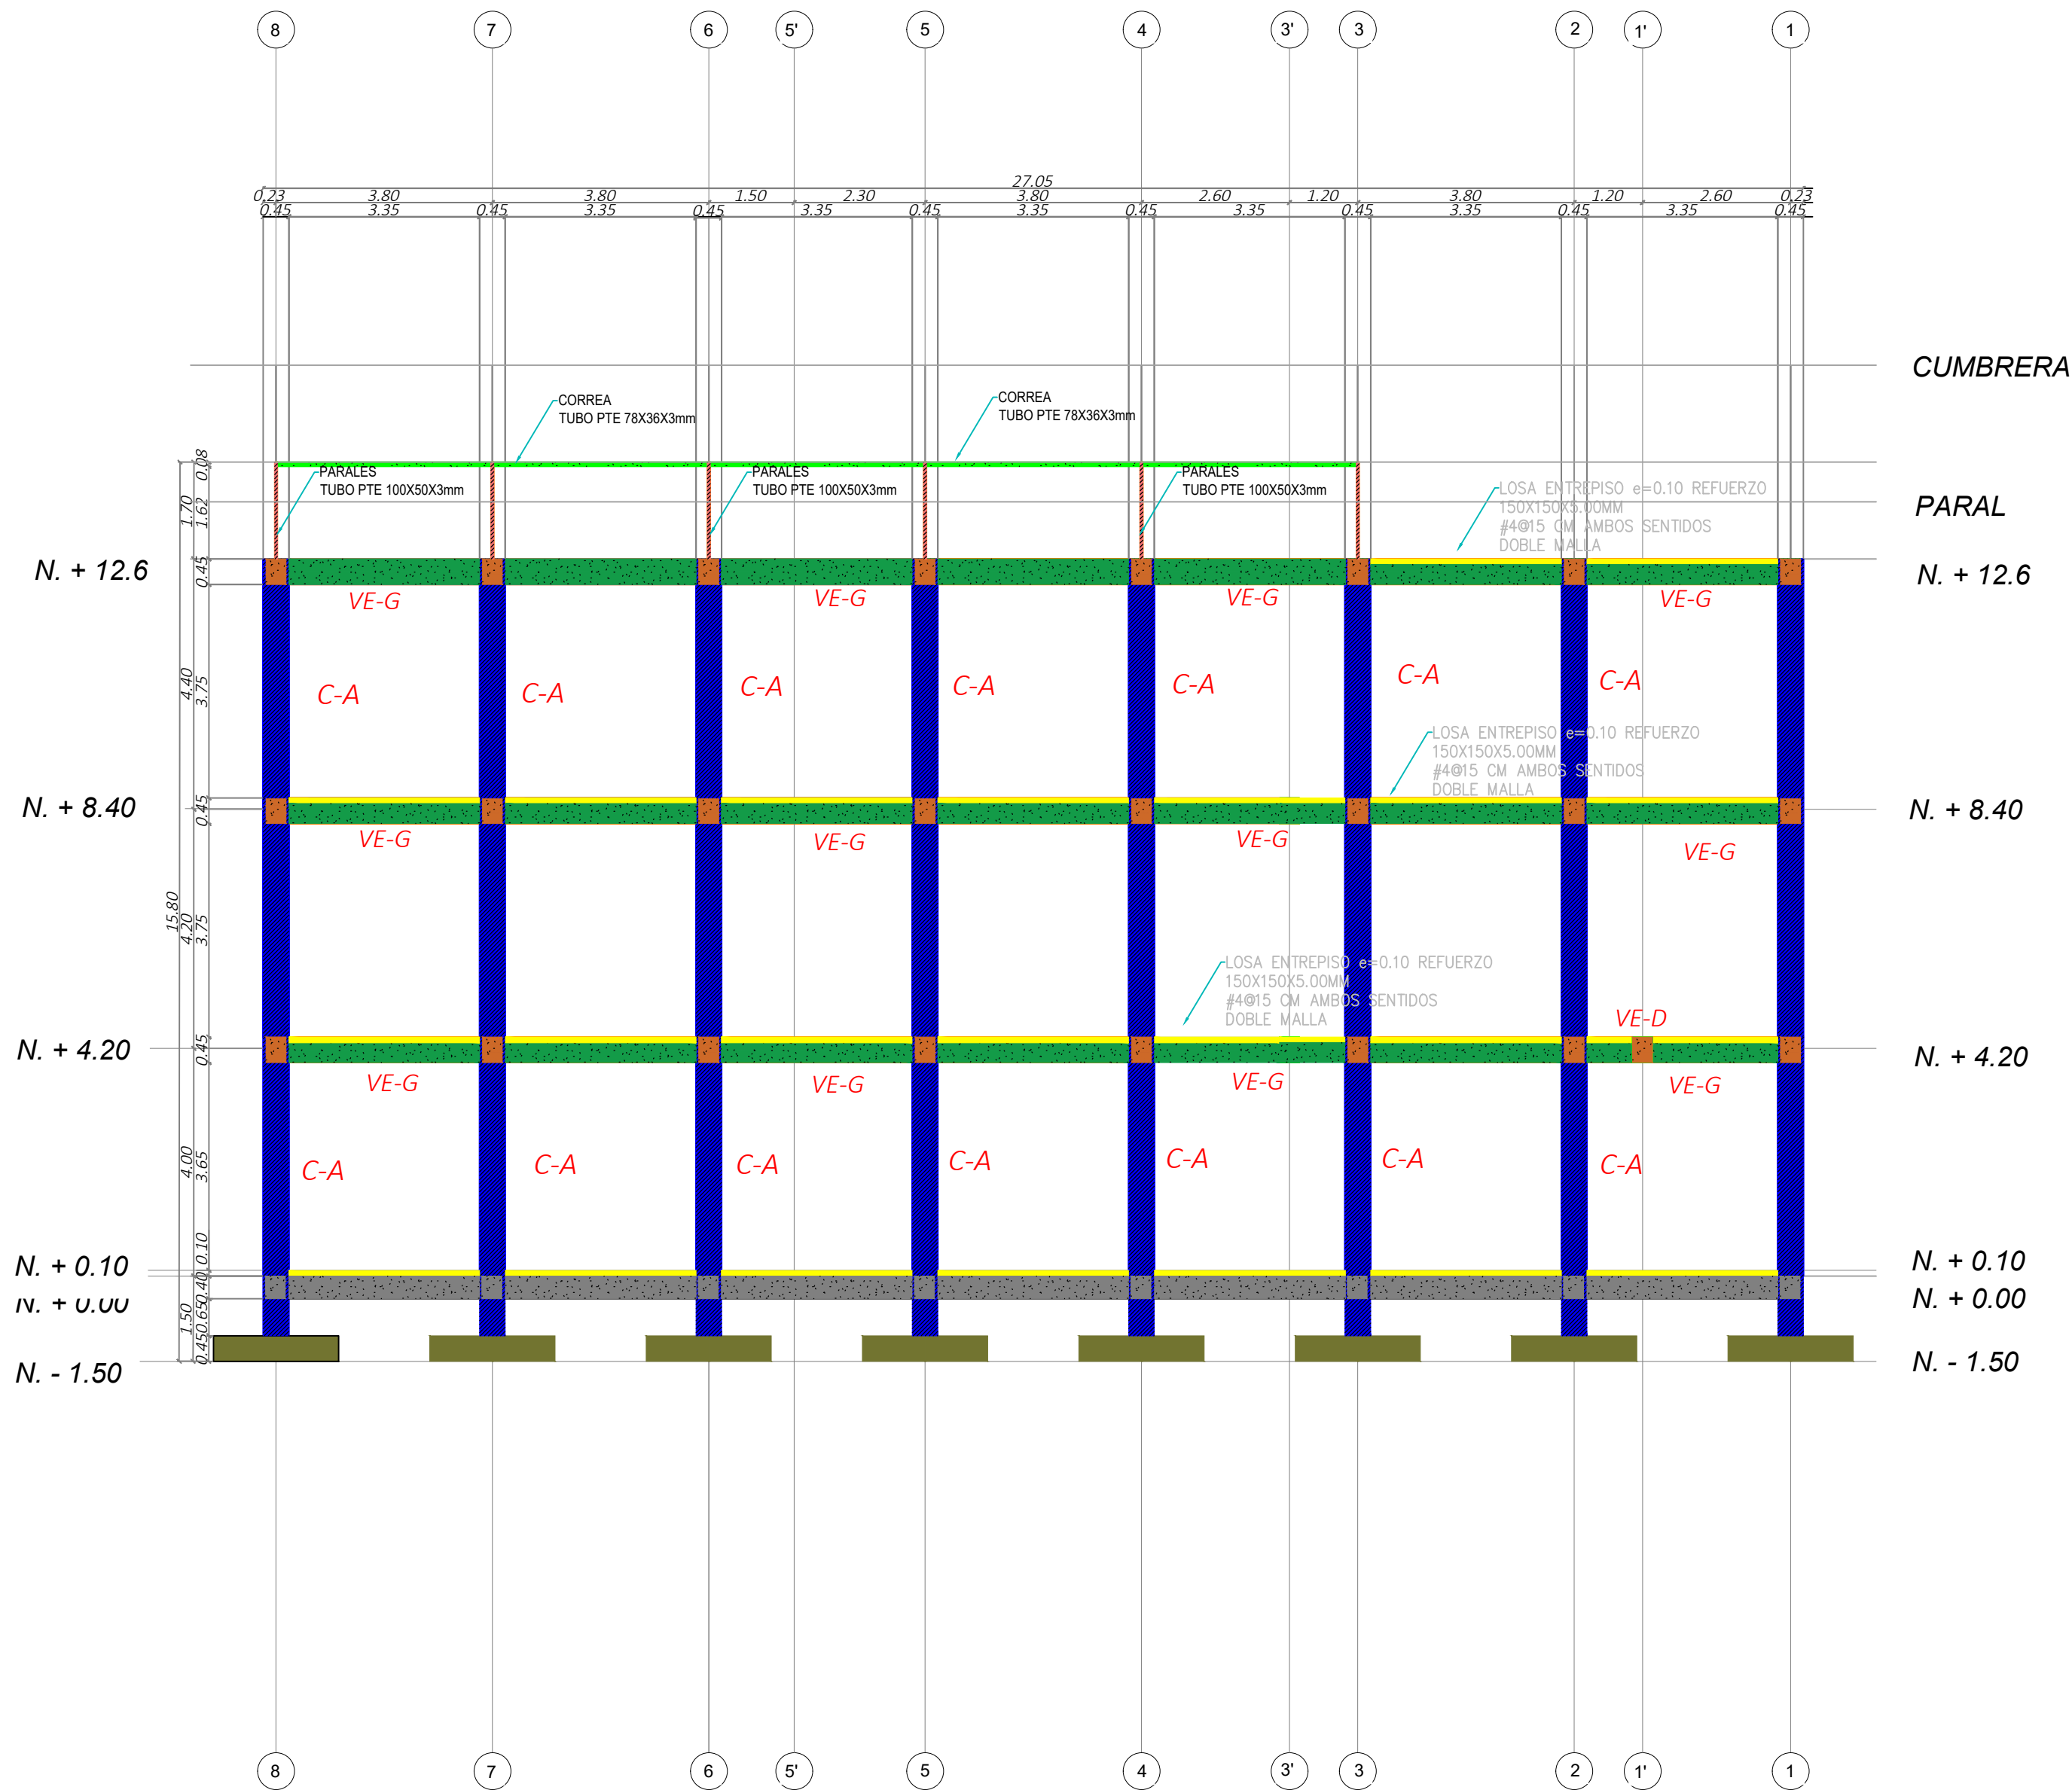 8 7 6 5' 5 4 3' 3 2 1' 1
27.05
0.23 3.80 3.80 1.50 2.30 3.80 2.60 1.20 3.80 1.20 2.60 0.23
0.45 3.35 0.45 3.35 0.45 3.35 0.45 3.35 0.45 3.35 0.45 3.35 0.45 3.35 0.45
CUMBRERA
CORREA
TUBO PTE 78X36X3mm
CORREA
TUBO PTE 78X36X3mm
PARALES
TUBO PTE 100X50X3mm
PARALES
TUBO PTE 100X50X3mm
PARALES
TUBO PTE 100X50X3mm
LOSA ENTREPISO e=0.10 REFUERZO
150X150X5.00MM
#4@15 CM AMBOS SENTIDOS
DOBLE MALLA
PARAL
0.08
1.70
1.62
N. + 12.6
0.45
N. + 12.6
VE-G VE-G VE-G VE-G
4.40
3.75
C-A C-A C-A C-A C-A C-A C-A
LOSA ENTREPISO e=0.10 REFUERZO
150X150X5.00MM
#4@15 CM AMBOS SENTIDOS
DOBLE MALLA
N. + 8.40
0.45
N. + 8.40
VE-G VE-G VE-G VE-G
15.80
4.20
3.75
LOSA ENTREPISO e=0.10 REFUERZO
150X150X5.00MM
#4@15 CM AMBOS SENTIDOS
DOBLE MALLA
VE-D
N. + 4.20
0.45
N. + 4.20
VE-G VE-G VE-G VE-G
4.00
3.65
C-A C-A C-A C-A C-A C-A C-A
N. + 0.10
0.10
N. + 0.10
N. + 0.00
0.40
N. + 0.00
1.50
0.65
0.45
N. - 1.50
N. - 1.50
8 7 6 5' 5 4 3' 3 2 1' 1